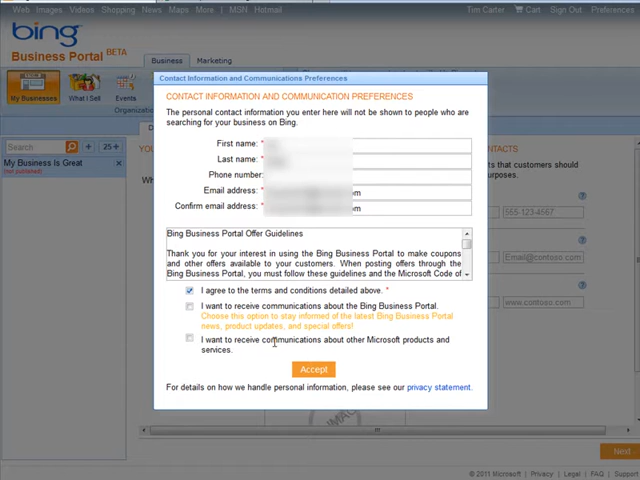 Web Images Videos Shopping News Maps More | MSN Hotmail
Tim Carter Cart Sign Out Preferences
bing
Business Portal BETA
Business Marketing
My Businesses What I Sell Events
Search 25+
My Business Is Great
(not published)
Contact Information and Communications Preferences
CONTACT INFORMATION AND COMMUNICATION PREFERENCES
The personal contact information you enter here will not be shown to people who are
searching for your business on Bing.
First name: *
Last name: *
Phone number:
Email address: * om
Confirm email address: * om
Bing Business Portal Offer Guidelines
Thank you for your interest in using the Bing Business Portal to make coupons
and other offers available to your customers. When posting offers through the
Bing Business Portal, you must follow these guidelines and the Microsoft Code of
I agree to the terms and conditions detailed above. *
I want to receive communications about the Bing Business Portal.
Choose this option to stay informed of the latest Bing Business Portal
news, product updates, and special offers!
I want to receive communications about other Microsoft products and
services.
Accept
For details on how we handle personal information, please see our privacy statement.
that customers should
555-123-4567
Email@contoso.com
www.contoso.com
Next
© 2011 Microsoft | Privacy | Legal | FAQ | Support